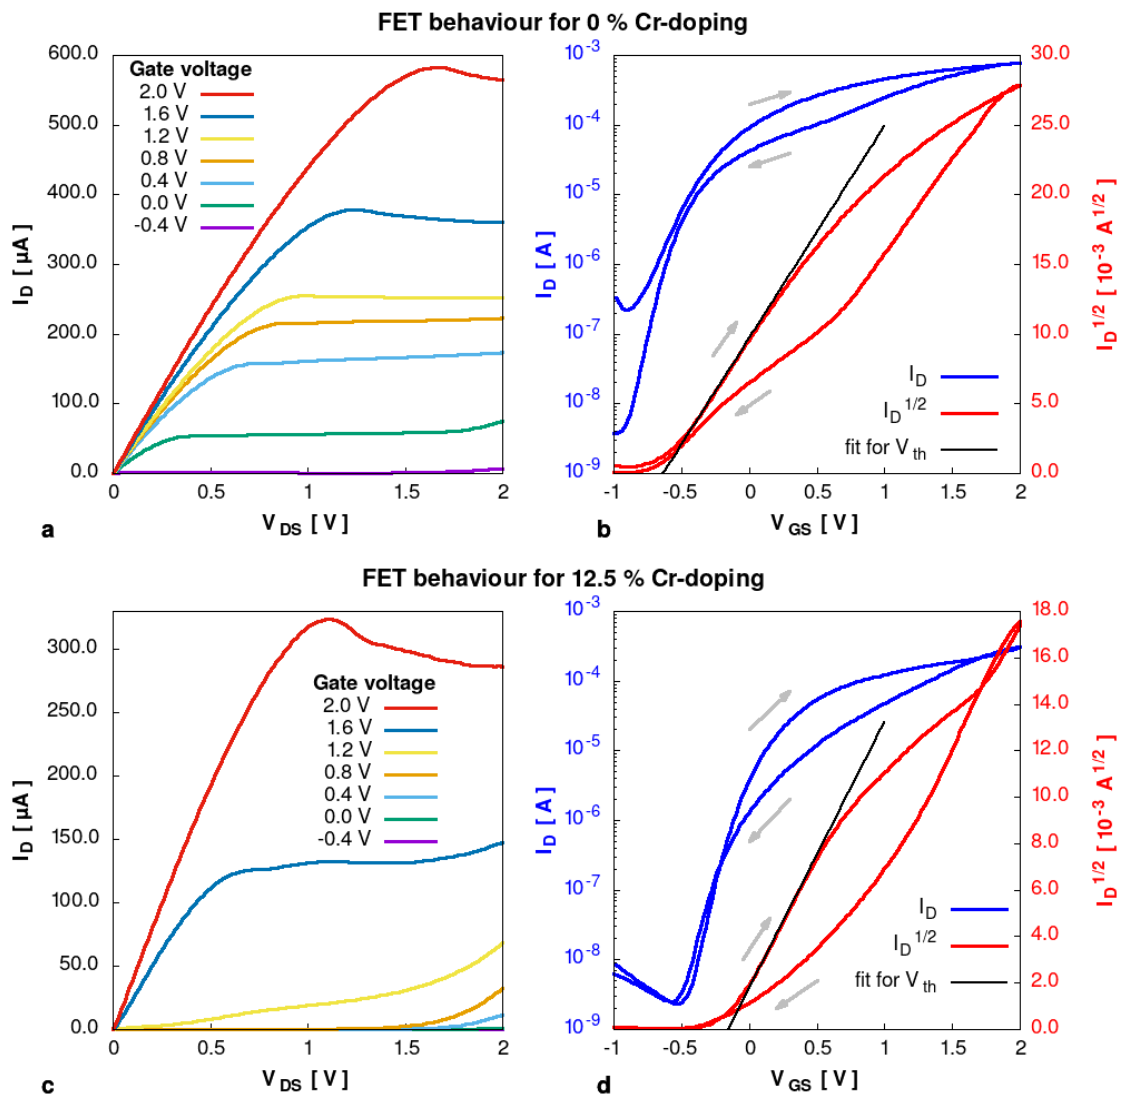 FET behaviour for 0 % Cr-doping
600.0
500.0
400.0
300.0
200.0
100.0
0.0
I_D [ µA]
Gate voltage
2.0 V
1.6 V
1.2 V
0.8 V
0.4 V
0.0 V
-0.4 V
0 0.5 1 1.5 2
V_DS [ V]
a
10^-3
10^-4
10^-5
10^-6
10^-7
10^-8
10^-9
I_D [ A]
30.0
25.0
20.0
15.0
10.0
5.0
0.0
I_D^1/2 [ 10^-3 A^1/2]
I_D
I_D^1/2
fit for V_th
-1 -0.5 0 0.5 1 1.5 2
V_GS [ V]
b
FET behaviour for 12.5 % Cr-doping
300.0
250.0
200.0
150.0
100.0
50.0
0.0
I_D [ µA]
Gate voltage
2.0 V
1.6 V
1.2 V
0.8 V
0.4 V
0.0 V
-0.4 V
0 0.5 1 1.5 2
V_DS [ V]
c
10^-3
10^-4
10^-5
10^-6
10^-7
10^-8
10^-9
I_D [ A]
18.0
16.0
14.0
12.0
10.0
8.0
6.0
4.0
2.0
0.0
I_D^1/2 [ 10^-3 A^1/2]
I_D
I_D^1/2
fit for V_th
-1 -0.5 0 0.5 1 1.5 2
V_GS [ V]
d